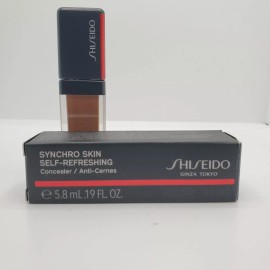 SHISEIDO
SYNCHRO SKIN
SELF-REFRESHING
Concealer / Anti-Cernes
SHISEIDO
GINZA TOKYO
℮ 5.8 mL .19 FL. OZ.